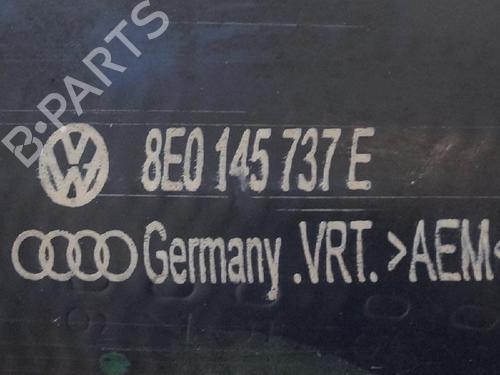 B-PARTS
8E0 145 737 E
Germany .VRT. >AEM<